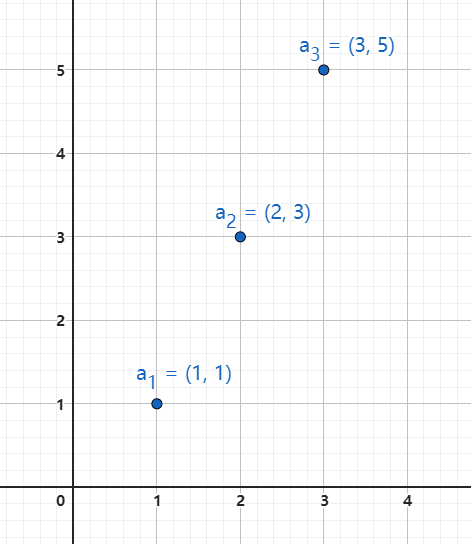 a₃ = (3, 5)
5
4
a₂ = (2, 3)
3
2
a₁ = (1, 1)
1
0 1 2 3 4